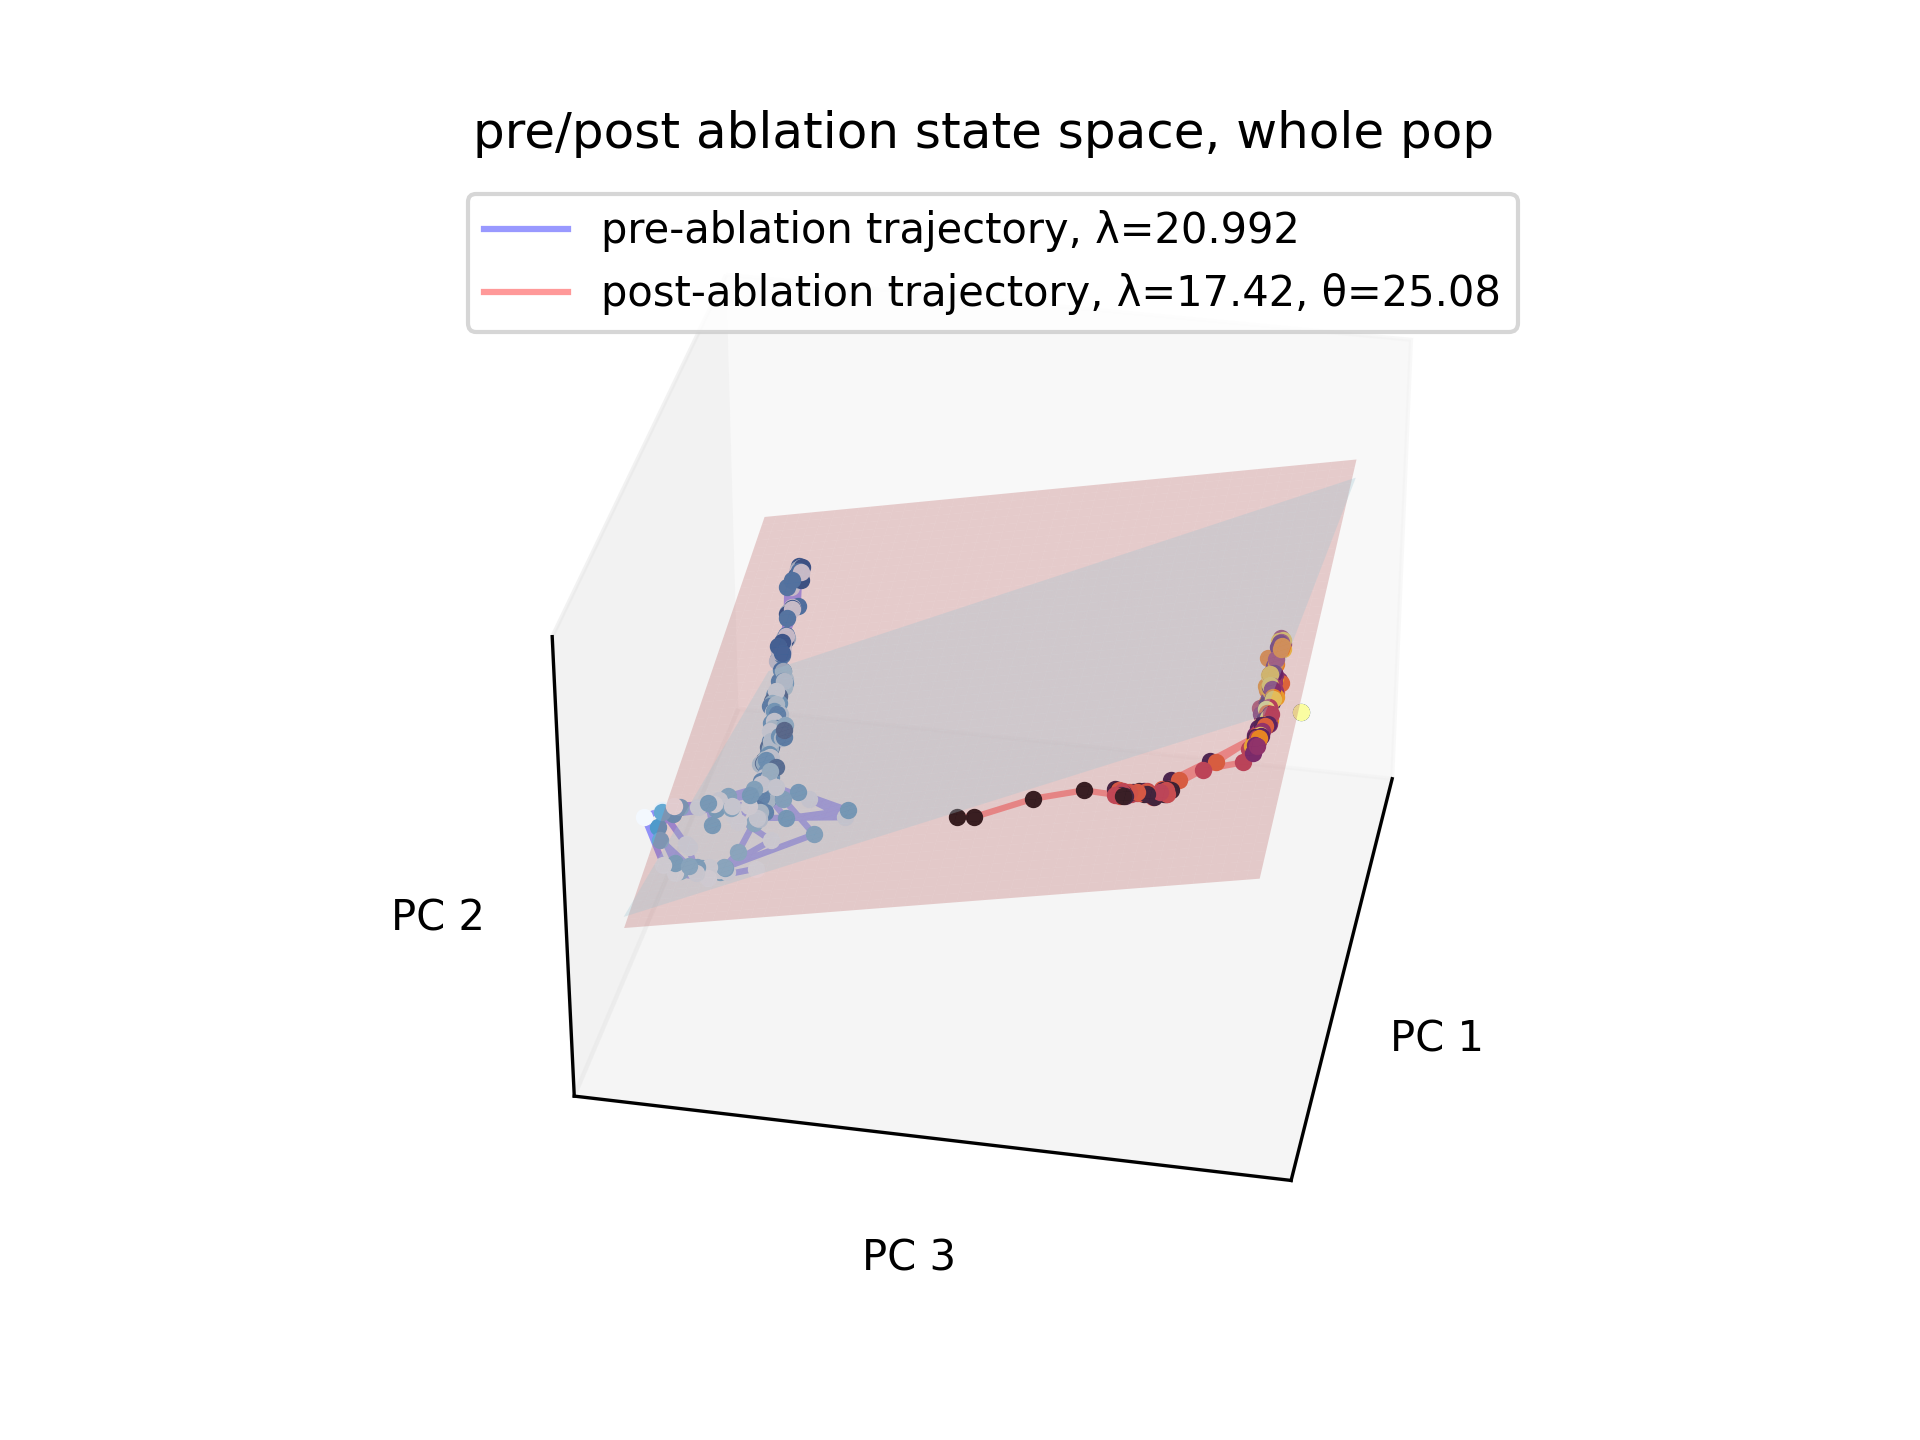 pre/post ablation state space, whole pop
pre-ablation trajectory, λ=20.992
post-ablation trajectory, λ=17.42, θ=25.08
PC 2
PC 1
PC 3